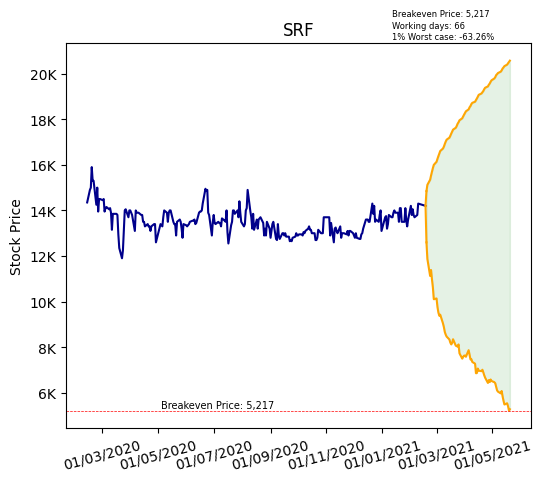 Breakeven Price: 5,217
Working days: 66
1% Worst case: -63.26%
SRF
Stock Price
20K
18K
16K
14K
12K
10K
8K
6K
Breakeven Price: 5,217
01/03/2020
01/05/2020
01/07/2020
01/09/2020
01/11/2020
01/01/2021
01/03/2021
01/05/2021